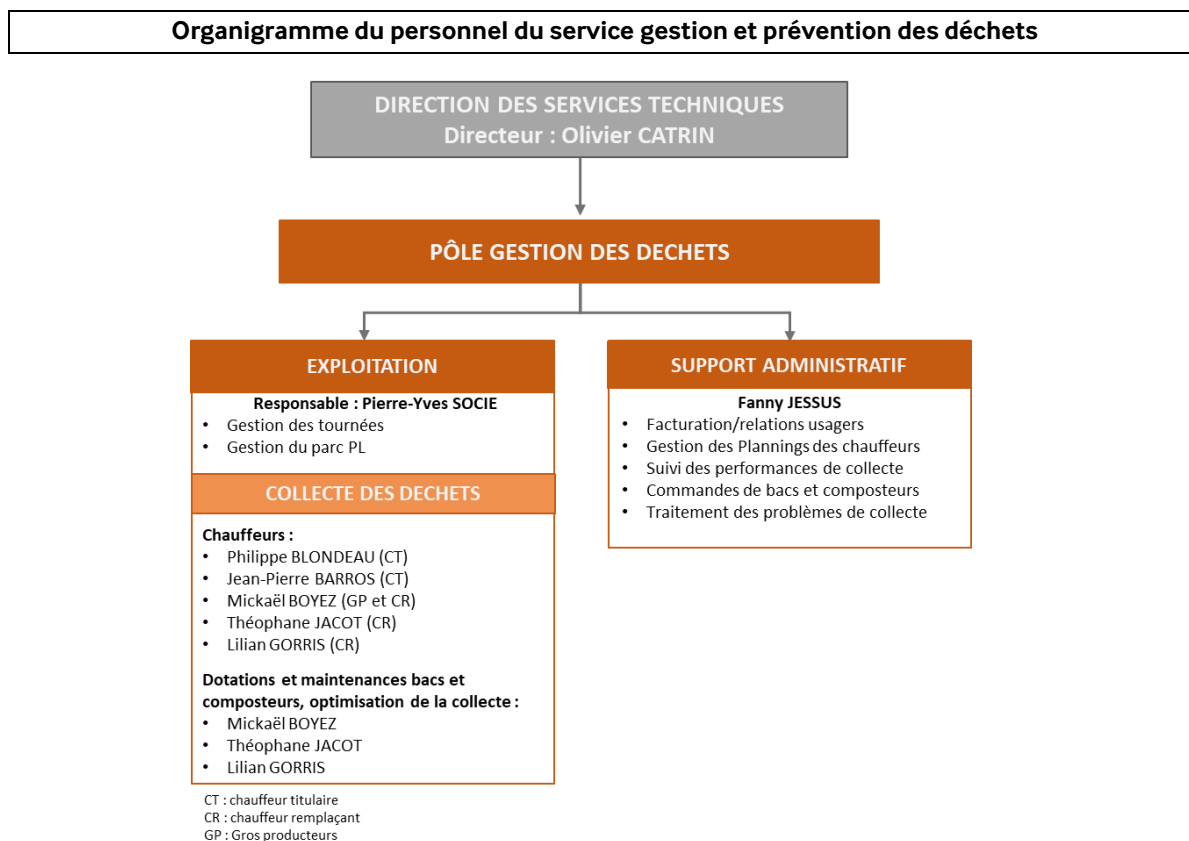 Organigramme du personnel du service gestion et prévention des déchets
DIRECTION DES SERVICES TECHNIQUES
Directeur : Olivier CATRIN
PÔLE GESTION DES DECHETS
EXPLOITATION
Responsable : Pierre-Yves SOCIE
• Gestion des tournées
• Gestion du parc PL
COLLECTE DES DECHETS
Chauffeurs :
• Philippe BLONDEAU (CT)
• Jean-Pierre BARROS (CT)
• Mickaël BOYEZ (GP et CR)
• Théophane JACOT (CR)
• Lilian GORRIS (CR)
Dotations et maintenances bacs et
composteurs, optimisation de la collecte :
• Mickaël BOYEZ
• Théophane JACOT
• Lilian GORRIS
CT : chauffeur titulaire
CR : chauffeur remplaçant
GP : Gros producteurs
SUPPORT ADMINISTRATIF
Fanny JESSUS
• Facturation/relations usagers
• Gestion des Plannings des chauffeurs
• Suivi des performances de collecte
• Commandes de bacs et composteurs
• Traitement des problèmes de collecte